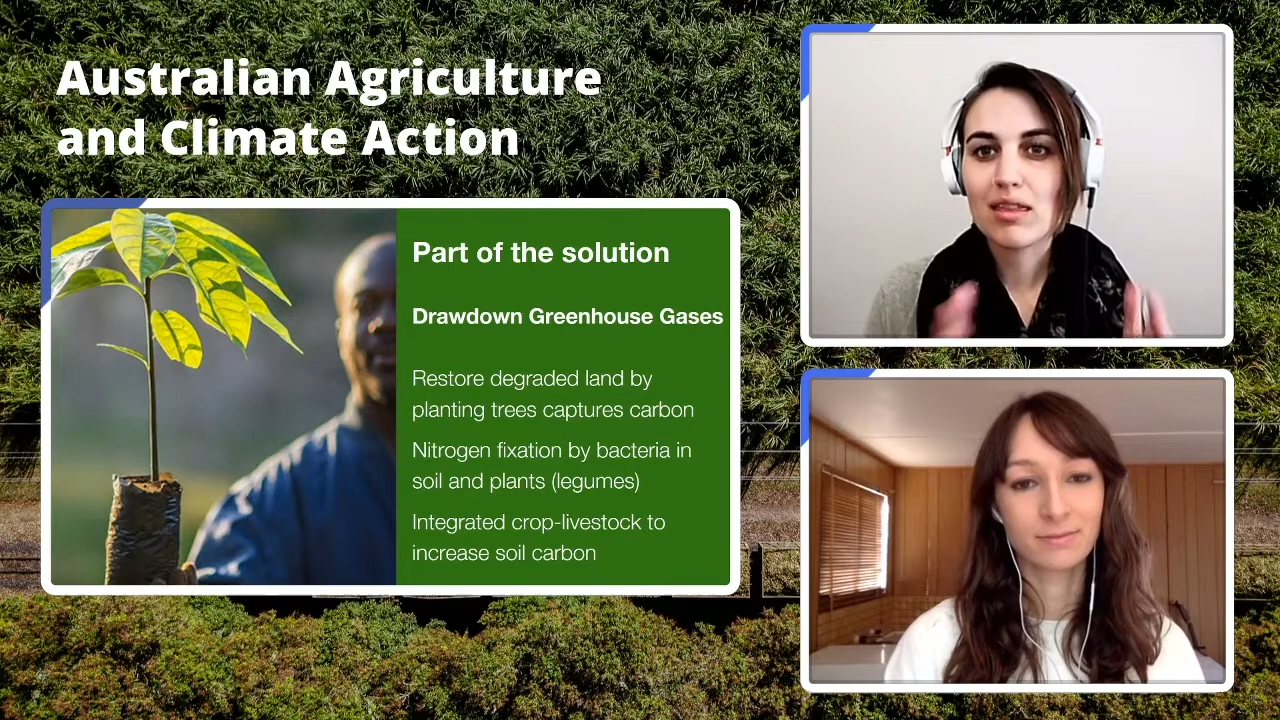 Australian Agriculture
and Climate Action
Part of the solution
Drawdown Greenhouse Gases
Restore degraded land by
planting trees captures carbon
Nitrogen fixation by bacteria in
soil and plants (legumes)
Integrated crop-livestock to
increase soil carbon